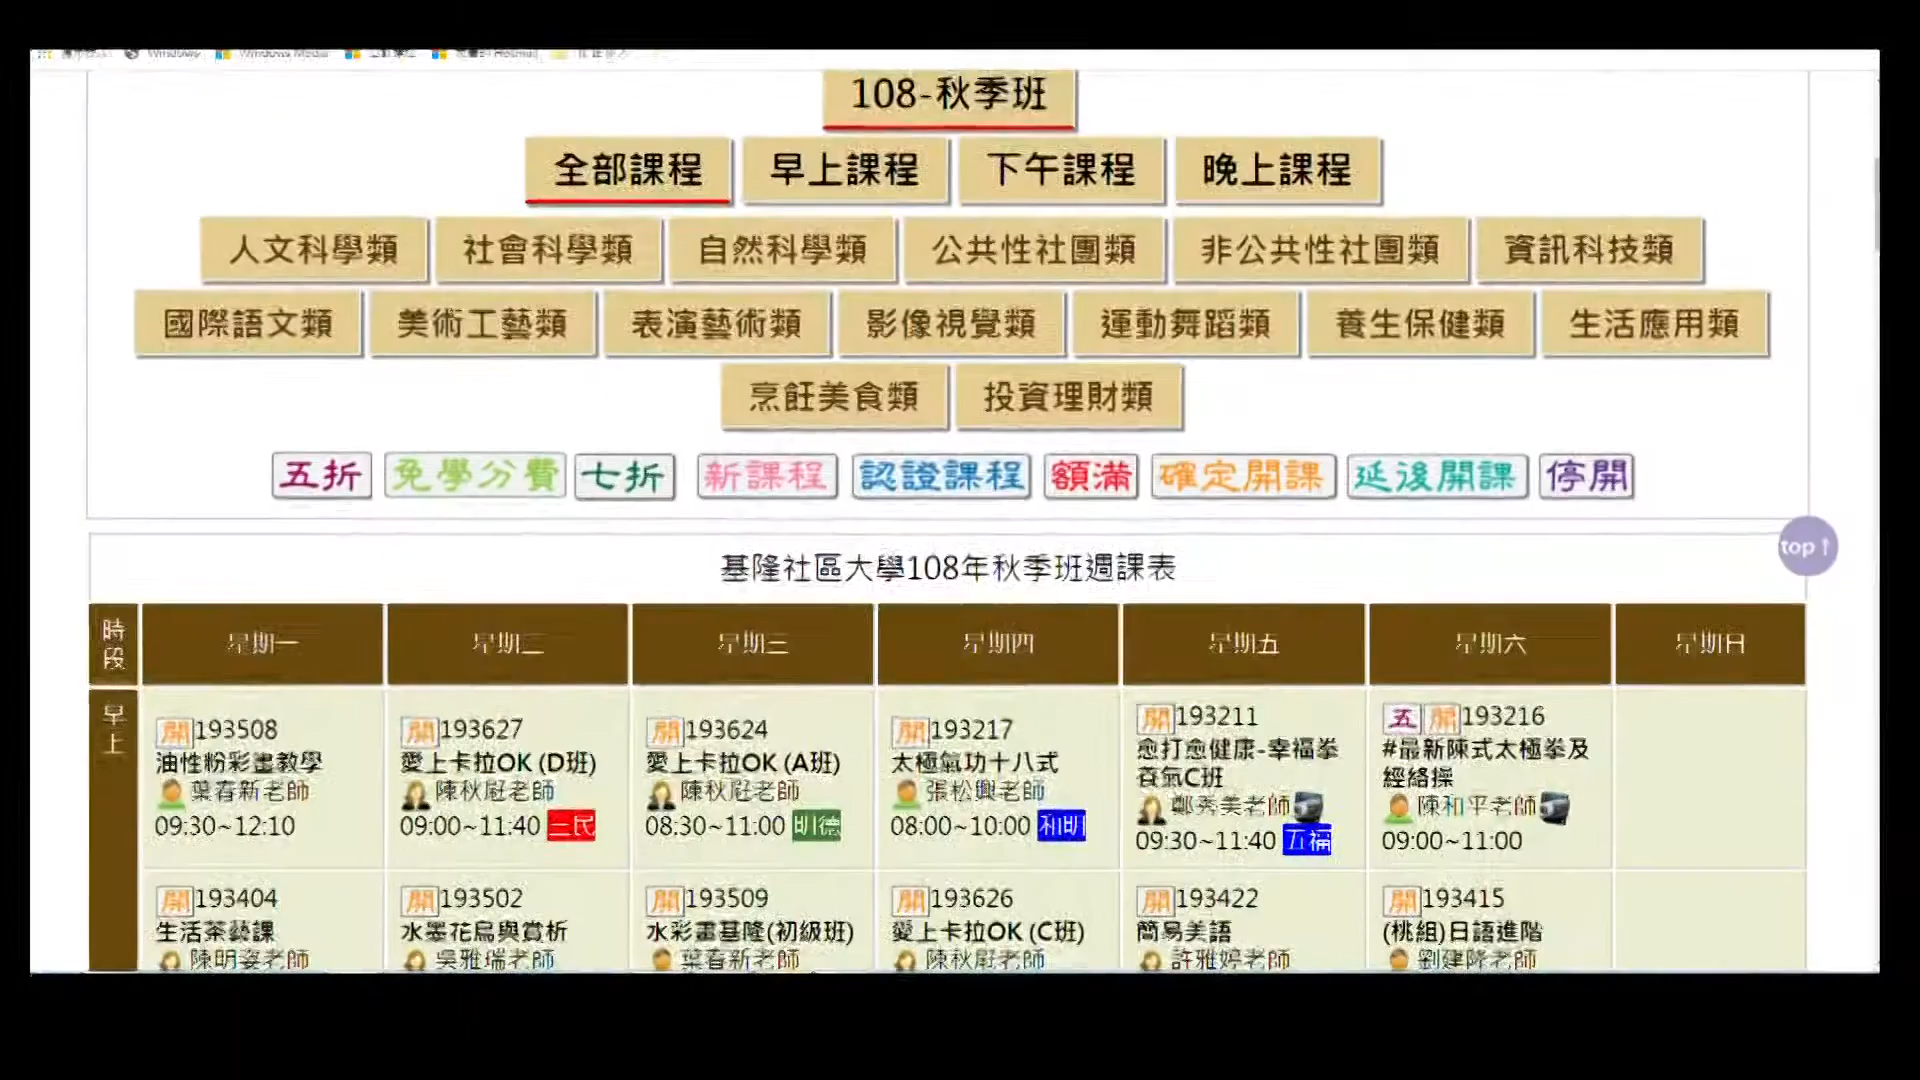 108-秋季班
全部課程 早上課程 下午課程 晚上課程
人文科學類 社會科學類 自然科學類 公共性社團類 非公共性社團類 資訊科技類
國際語文類 美術工藝類 表演藝術類 影像視覺類 運動舞蹈類 養生保健類 生活應用類
烹飪美食類 投資理財類
五折 免學分費 七折 新課程 認證課程 額滿 確定開課 延後開課 停開
top↑
基隆社區大學108年秋季班週課表
時段 星期一 星期二 星期三 星期四 星期五 星期六 星期日
早上
開193508
油性粉彩畫教學
葉春新老師
09:30~12:10
開193627
愛上卡拉OK (D班)
陳秋屘老師
09:00~11:40 三民
開193624
愛上卡拉OK (A班)
陳秋屘老師
08:30~11:00 明德
開193217
太極氣功十八式
張松興老師
08:00~10:00 和明
開193211
愈打愈健康-幸福拳
養氣C班
鄭秀美老師
09:30~11:40 五福
五 開193216
#最新陳式太極拳及
經絡操
陳和平老師
09:00~11:00
開193404
生活茶藝課
陳明姿老師
開193502
水墨花鳥與賞析
吳雅瑞老師
開193509
水彩畫基隆(初級班)
葉春新老師
開193626
愛上卡拉OK (C班)
陳秋屘老師
開193422
簡易美語
許雅婷老師
開193415
(桃組)日語進階
劉建隆老師